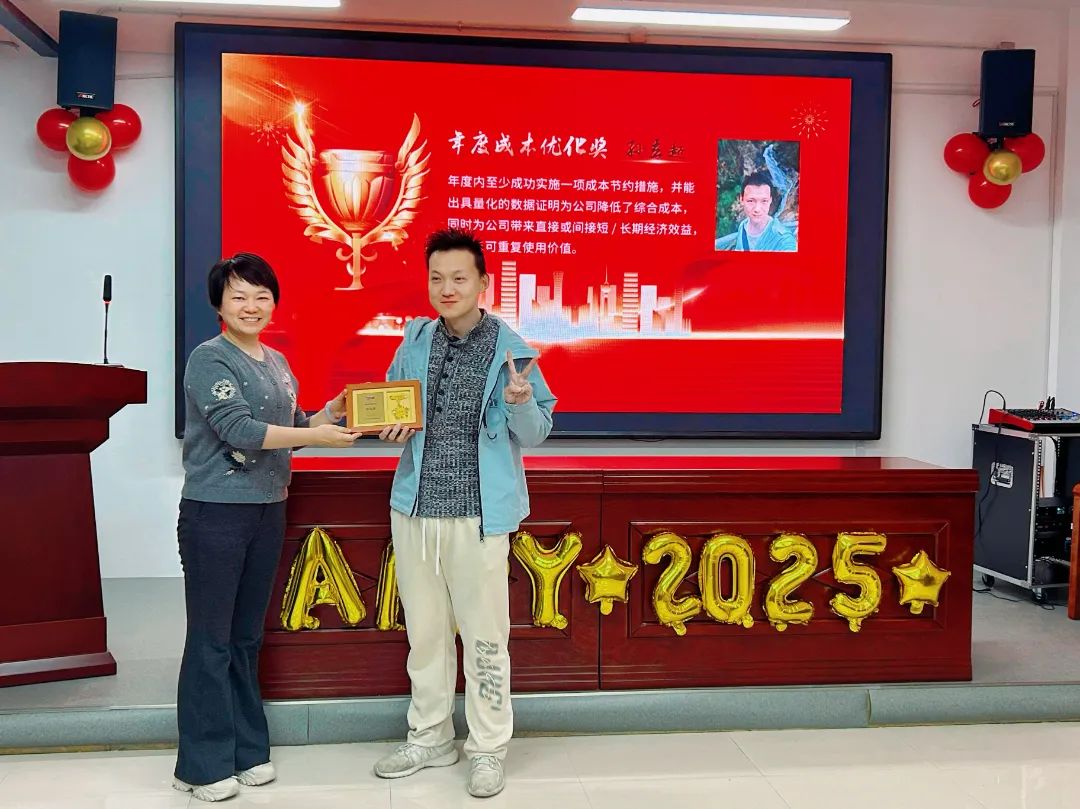 年度成本优化奖
年度内至少成功实施一项成本节约措施，并能
出具量化的数据证明为公司降低了综合成本，
同时为公司带来直接或间接短/长期经济效益，
可重复使用价值。
A Y 2025